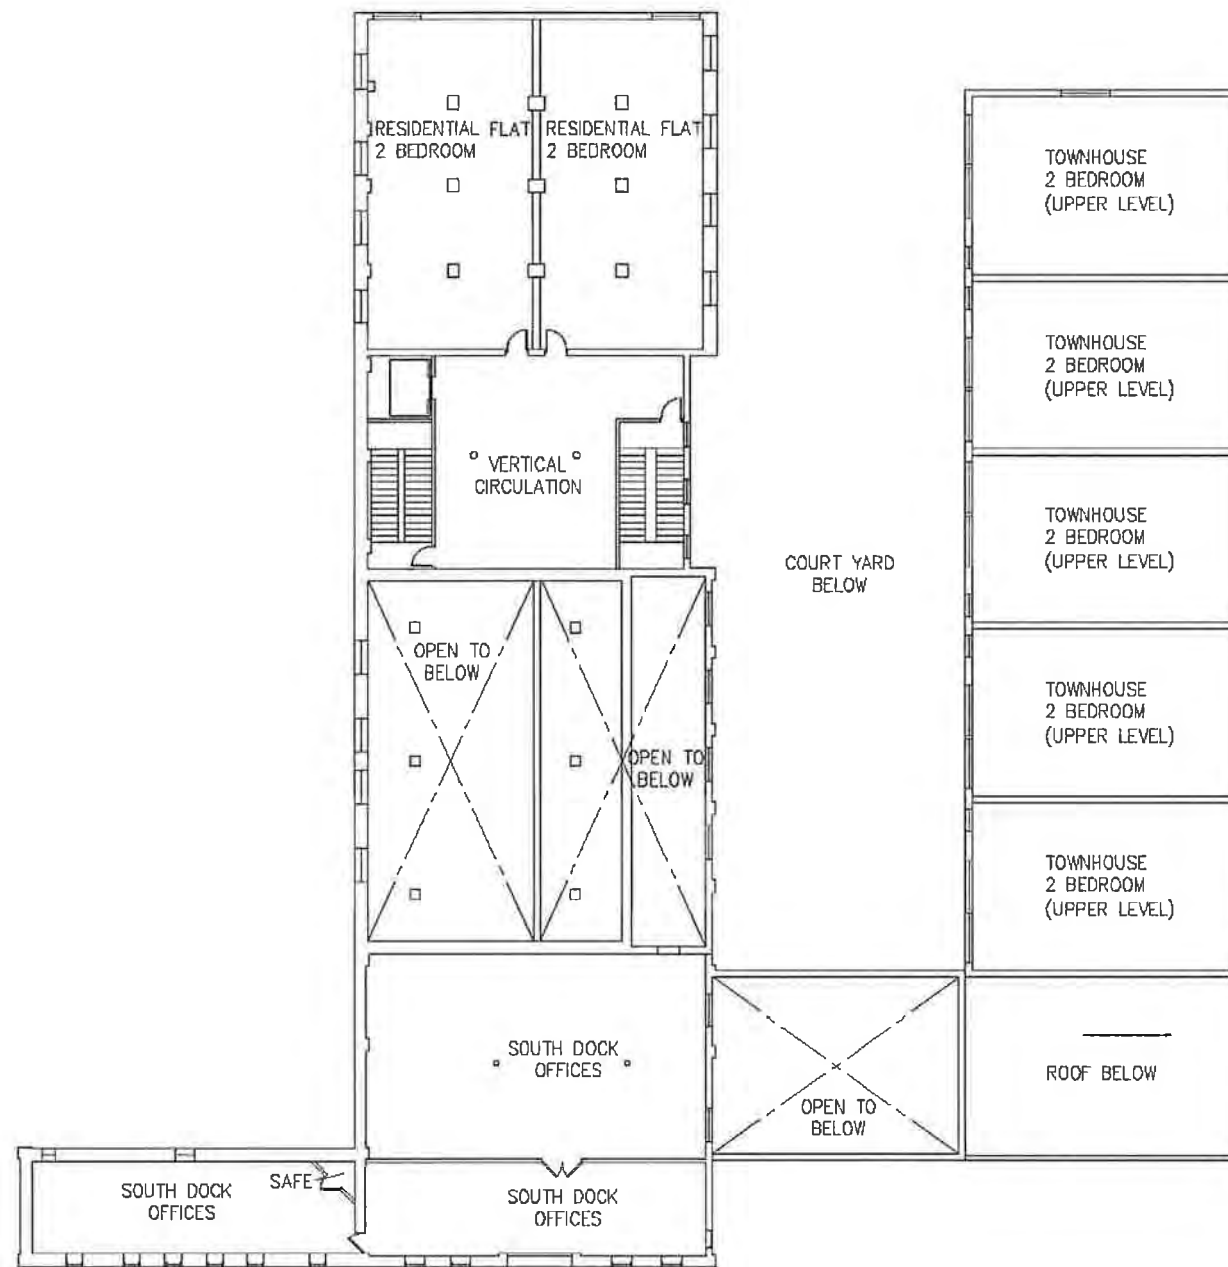 RESIDENTIAL FLAT
2 BEDROOM
RESIDENTIAL FLAT
2 BEDROOM
TOWNHOUSE
2 BEDROOM
(UPPER LEVEL)
TOWNHOUSE
2 BEDROOM
(UPPER LEVEL)
VERTICAL
CIRCULATION
TOWNHOUSE
2 BEDROOM
(UPPER LEVEL)
COURT YARD
BELOW
OPEN TO
BELOW
TOWNHOUSE
2 BEDROOM
(UPPER LEVEL)
OPEN TO
BELOW
TOWNHOUSE
2 BEDROOM
(UPPER LEVEL)
SOUTH DOCK
OFFICES
ROOF BELOW
OPEN TO
BELOW
SAFE
SOUTH DOCK
OFFICES
SOUTH DOCK
OFFICES